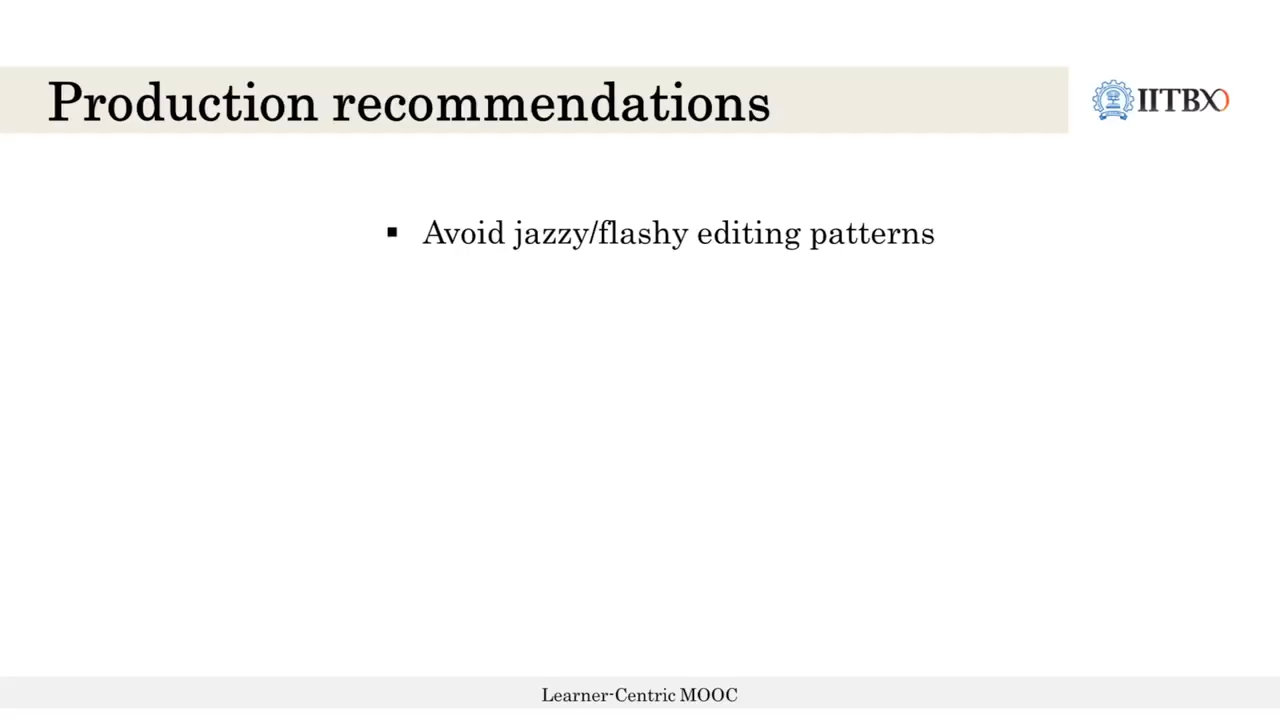 Production recommendations
IITBX
▪ Avoid jazzy/flashy editing patterns
Learner-Centric MOOC